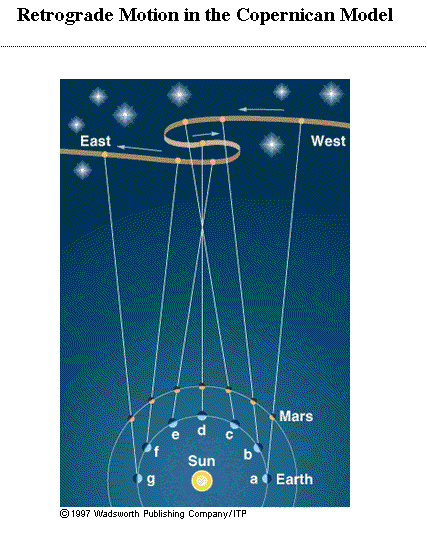 Retrograde Motion in the Copernican Model
East
West
Mars
e d c
f b
Sun
g a Earth
©1997 Wadsworth Publishing Company/ITP